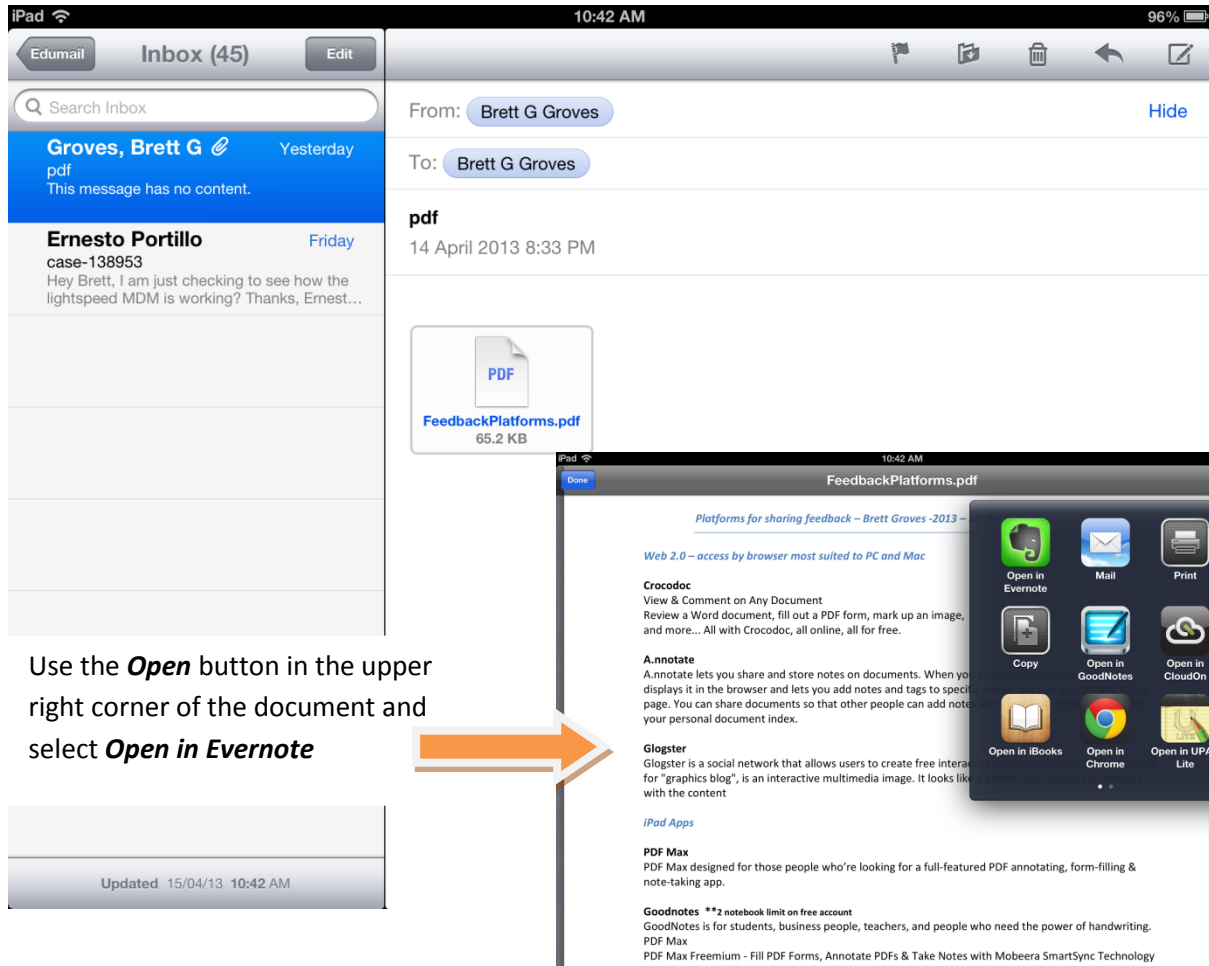 iPad 10:42 AM 96%
Edumail Inbox (45) Edit
Search Inbox
Groves, Brett G Yesterday
pdf
This message has no content.
Ernesto Portillo Friday
case-138953
Hey Brett, I am just checking to see how the
lightspeed MDM is working? Thanks, Ernest...
Updated 15/04/13 10:42 AM
From: Brett G Groves Hide
To: Brett G Groves
pdf
14 April 2013 8:33 PM
PDF
FeedbackPlatforms.pdf
65.2 KB
Use the Open button in the upper
right corner of the document and
select Open in Evernote
iPad 10:42 AM
Done FeedbackPlatforms.pdf
Platforms for sharing feedback – Brett Groves -2013 –
Web 2.0 – access by browser most suited to PC and Mac
Crocodoc
View & Comment on Any Document
Review a Word document, fill out a PDF form, mark up an image,
and more... All with Crocodoc, all online, all for free.
A.nnotate
A.nnotate lets you share and store notes on documents. When you
displays it in the browser and lets you add notes and tags to specific
page. You can share documents so that other people can add notes
your personal document index.
Glogster
Glogster is a social network that allows users to create free
for "graphics blog", is an interactive multimedia image. It looks like
with the content
iPad Apps
PDF Max
PDF Max designed for those people who're looking for a full-featured PDF annotating, form-filling &
note-taking app.
Goodnotes **2 notebook limit on free account
GoodNotes is for students, business people, teachers, and people who need the power of handwriting.
PDF Max
PDF Max Freemium - Fill PDF Forms, Annotate PDFs & Take Notes with Mobeera SmartSync Technology
Open in
Evernote
Mail
Print
Copy
Open in
GoodNotes
Open in
CloudOn
Open in iBooks
Open in
Chrome
Open in UPA
Lite